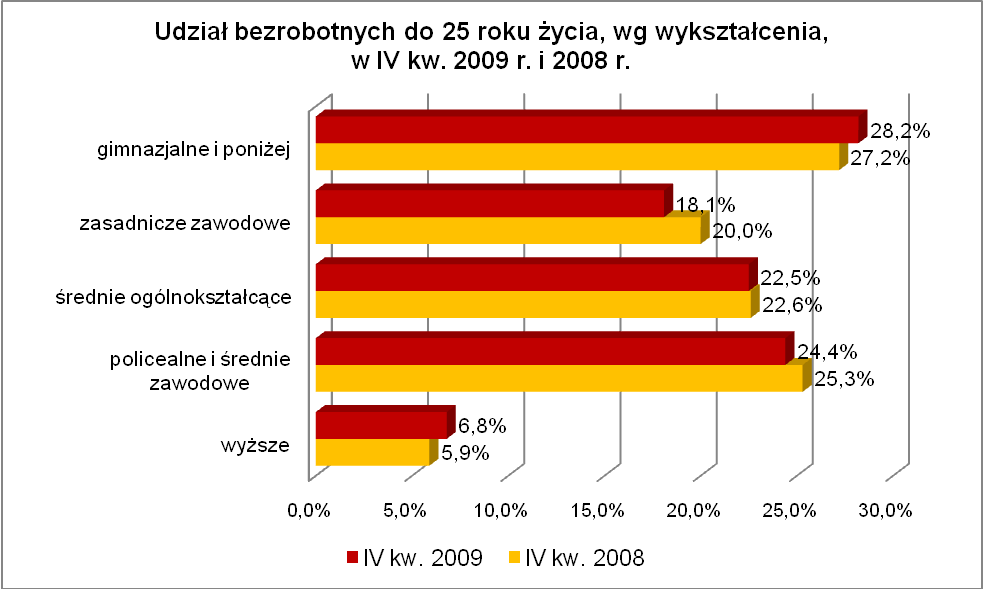 Udział bezrobotnych do 25 roku życia, wg wykształcenia,
w IV kw. 2009 r. i 2008 r.
gimnazjalne i poniżej
28,2%
27,2%
zasadnicze zawodowe
18,1%
20,0%
średnie ogólnokształcące
22,5%
22,6%
policealne i średnie
zawodowe
24,4%
25,3%
wyższe
6,8%
5,9%
0,0% 5,0% 10,0% 15,0% 20,0% 25,0% 30,0%
IV kw. 2009 IV kw. 2008